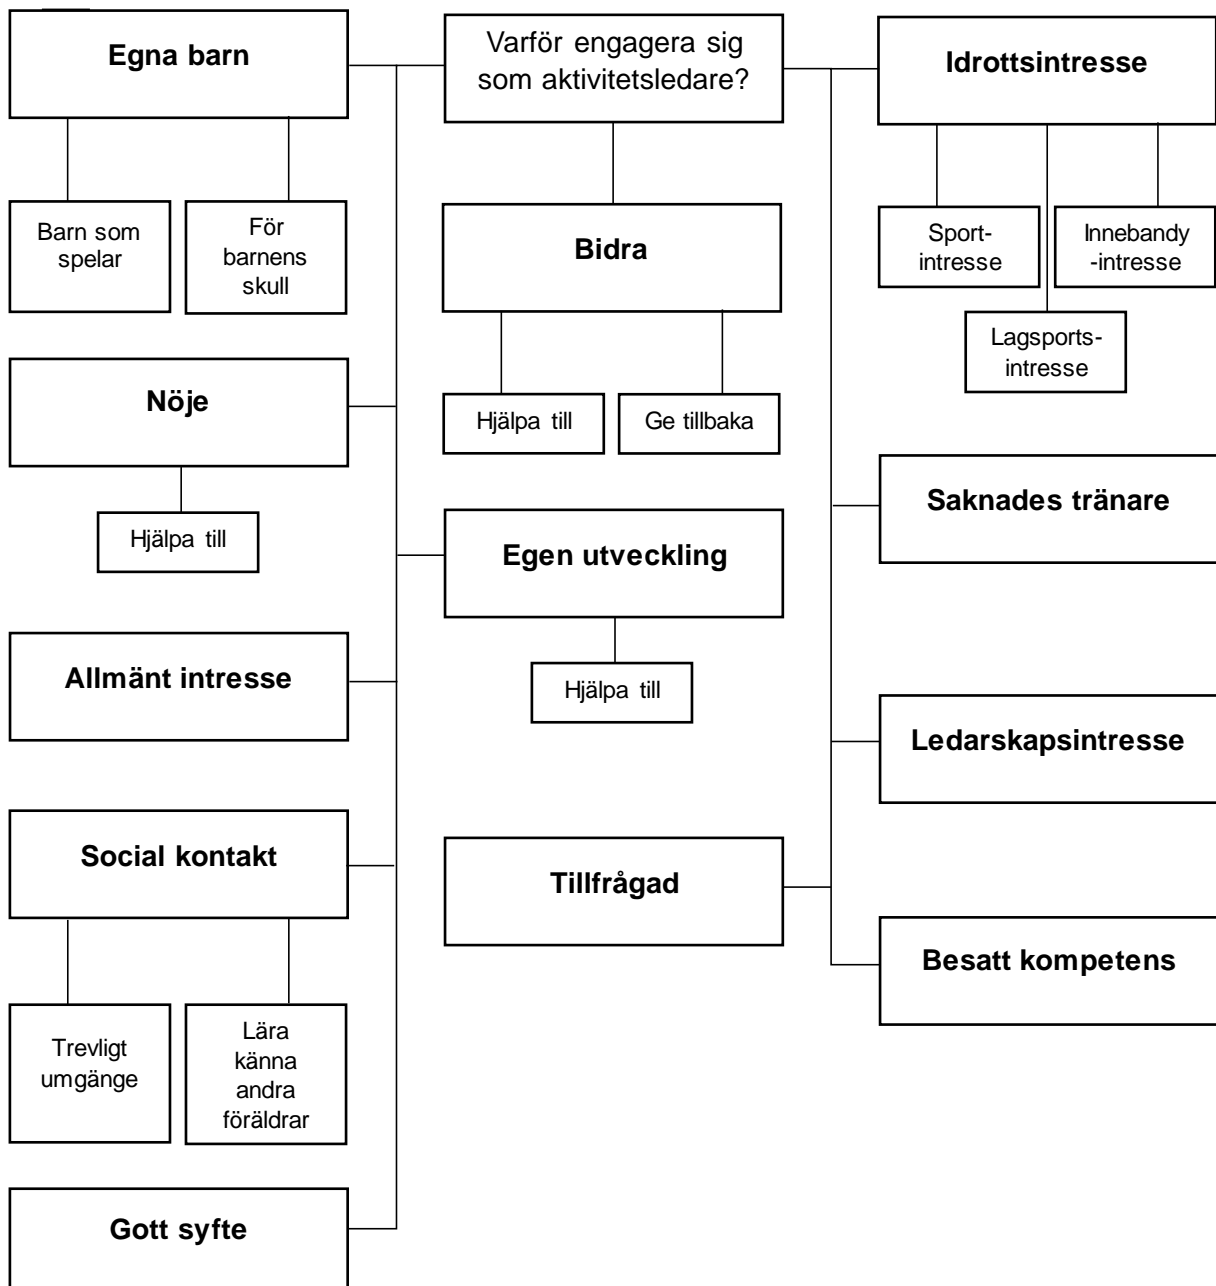 Egna barn
Varför engagera sig
som aktivitetsledare?
Idrottsintresse
Barn som
spelar
För
barnens
skull
Bidra
Sport-
intresse
Innebandy
-intresse
Lagsports-
intresse
Nöje
Hjälpa till
Ge tillbaka
Saknades tränare
Hjälpa till
Egen utveckling
Allmänt intresse
Hjälpa till
Ledarskapsintresse
Social kontakt
Tillfrågad
Besatt kompetens
Trevligt
umgänge
Lära
känna
andra
föräldrar
Gott syfte